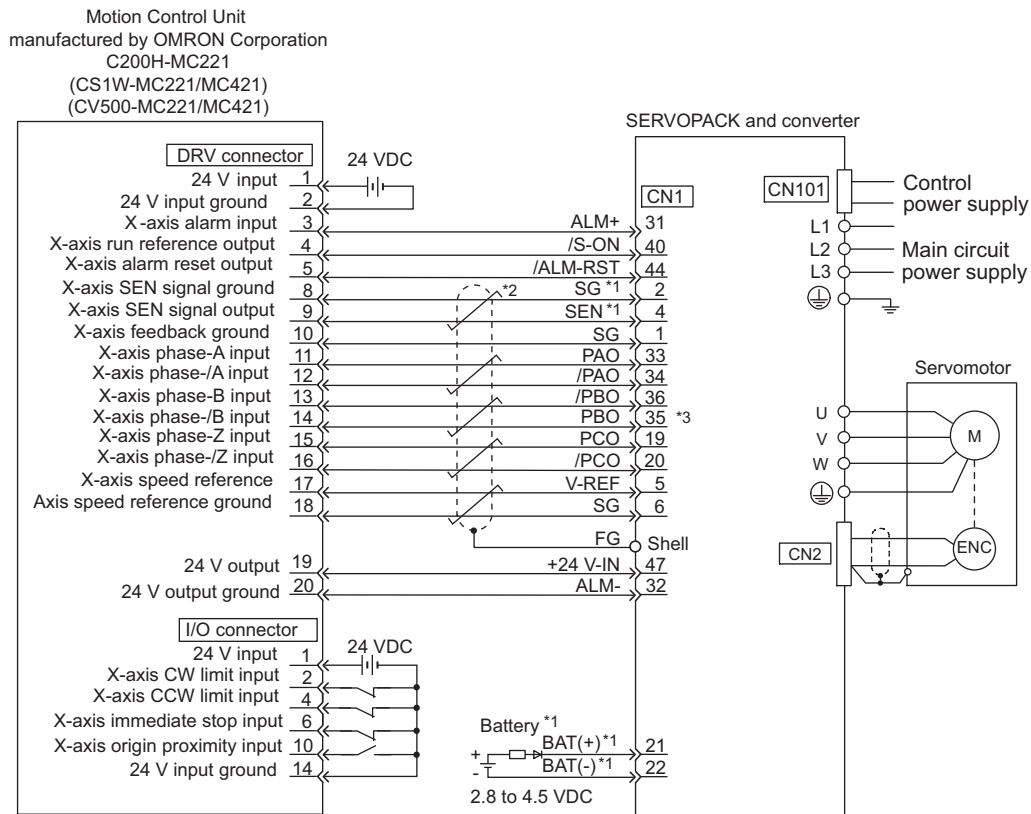 Motion Control Unit
manufactured by OMRON Corporation
C200H-MC221
(CS1W-MC221/MC421)
(CV500-MC221/MC421)
SERVOPACK and converter
DRV connector
24 VDC
24 V input 1
24 V input ground 2
CN1
CN101
Control
power supply
X-axis alarm input 3 ALM+ 31
X-axis run reference output 4 /S-ON 40
X-axis alarm reset output 5 /ALM-RST 44
X-axis SEN signal ground 8 *2 SG *1 2
X-axis SEN signal output 9 SEN*1 4
X-axis feedback ground 10 SG 1
X-axis phase-A input 11 PAO 33
X-axis phase-/A input 12 /PAO 34
X-axis phase-B input 13 /PBO 36
X-axis phase-/B input 14 PBO 35 *3
X-axis phase-Z input 15 PCO 19
X-axis phase-/Z input 16 /PCO 20
X-axis speed reference 17 V-REF 5
Axis speed reference ground 18 SG 6
FG Shell
24 V output 19 +24 V-IN 47
24 V output ground 20 ALM- 32
L1
L2 Main circuit
L3 power supply
Servomotor
U
V M
W
CN2 ENC
I/O connector
24 VDC
24 V input 1
X-axis CW limit input 2
X-axis CCW limit input 4
X-axis immediate stop input 6
X-axis origin proximity input 10
24 V input ground 14
Battery *1
+ BAT(+)*1 21
- BAT(-)*1 22
2.8 to 4.5 VDC